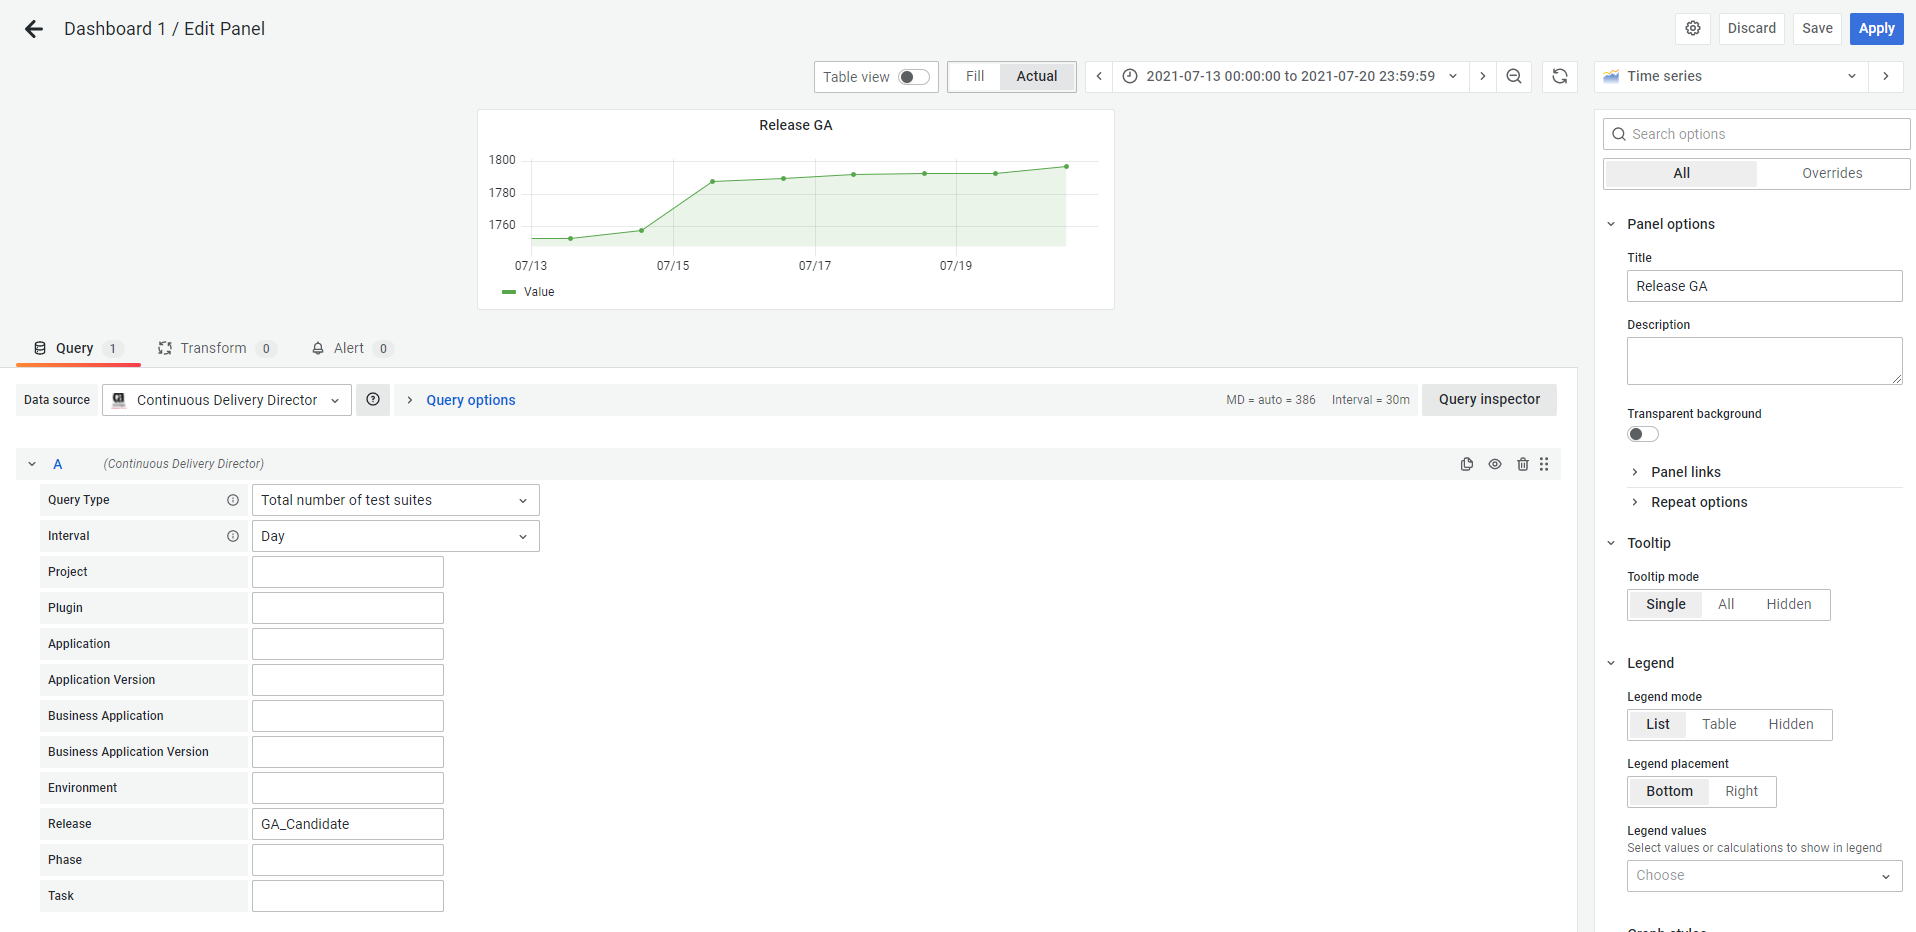 Dashboard 1 / Edit Panel
Discard
Save
Apply
Table view
Fill
Actual
2021-07-13 00:00:00 to 2021-07-20 23:59:59
Time series
Release GA
1800
1780
1760
07/13
07/15
07/17
07/19
Value
Query 1
Transform 0
Alert 0
Data source
Continuous Delivery Director
Query options
MD = auto = 386
Interval = 30m
Query inspector
A
(Continuous Delivery Director)
Query Type
Total number of test suites
Interval
Day
Project
Plugin
Application
Application Version
Business Application
Business Application Version
Environment
Release
GA_Candidate
Phase
Task
Search options
All
Overrides
Panel options
Title
Release GA
Description
Transparent background
Panel links
Repeat options
Tooltip
Tooltip mode
Single
All
Hidden
Legend
Legend mode
List
Table
Hidden
Legend placement
Bottom
Right
Legend values
Select values or calculations to show in legend
Choose
Graph styles